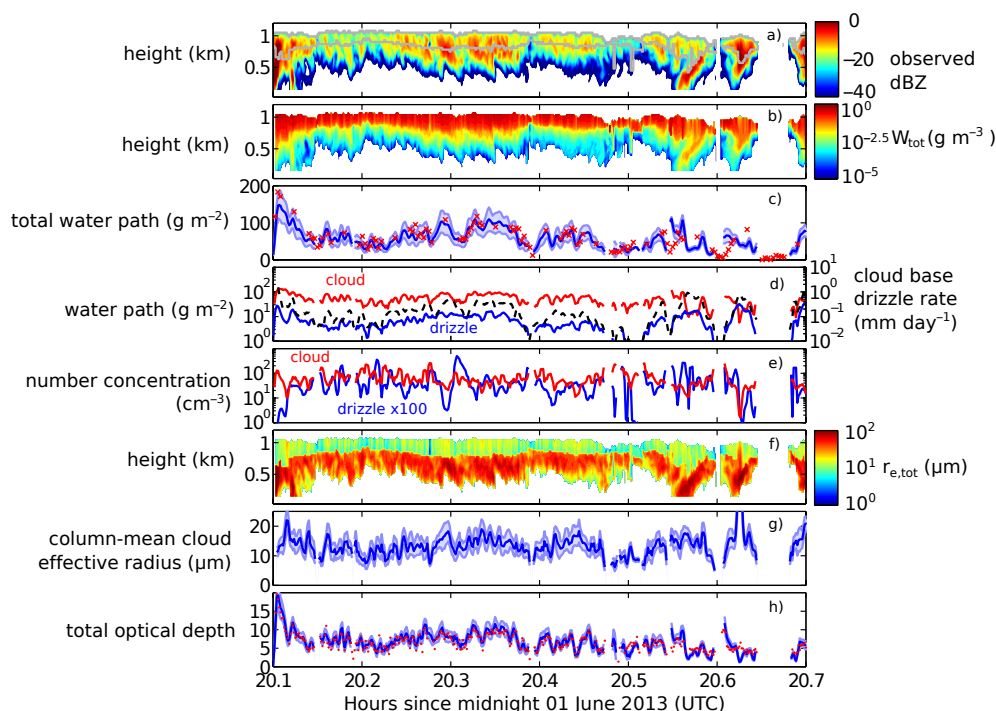 a)
height (km)
1
0.5
0
−20
−40
observed
dBZ
b)
height (km)
1
0.5
10⁰
10⁻²·⁵
10⁻⁵
W_tot (g m⁻³ )
c)
total water path (g m⁻²)
200
100
0
d)
water path (g m⁻²)
10³
10²
10¹
10⁰
cloud
drizzle
10¹
10⁰
10⁻¹
10⁻²
cloud base
drizzle rate
(mm day⁻¹)
e)
number concentration
(cm⁻³)
10³
10²
10¹
10⁰
cloud
drizzle x100
f)
height (km)
1
0.5
10²
10¹
10⁰
r_e,tot (μm)
g)
column-mean cloud
effective radius (μm)
20
10
0
h)
total optical depth
15
10
5
0
20.1 20.2 20.3 20.4 20.5 20.6 20.7
Hours since midnight 01 June 2013 (UTC)